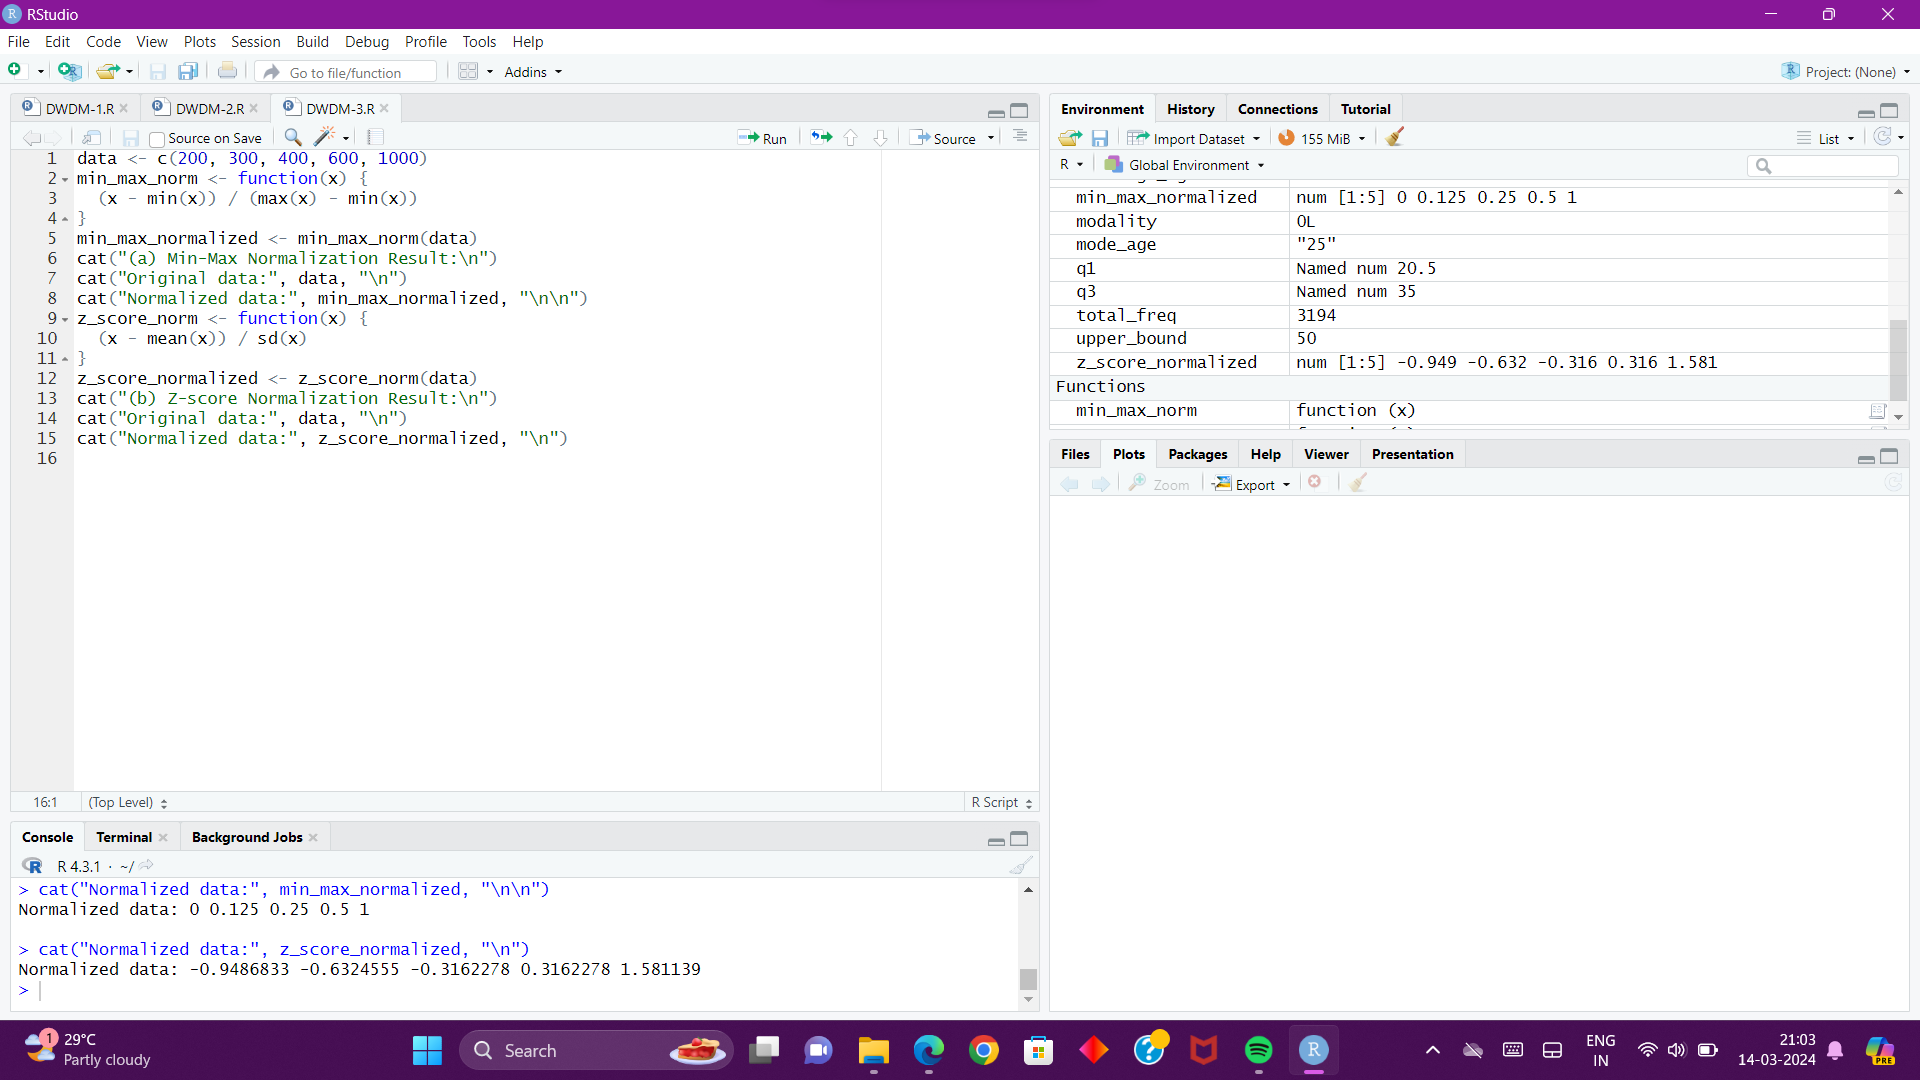 RStudio
File Edit Code View Plots Session Build Debug Profile Tools Help
Go to file/function Addins Project: (None)
DWDM-1.R DWDM-2.R DWDM-3.R
Source on Save Run Source
1 data <- c(200, 300, 400, 600, 1000)
2 min_max_norm <- function(x) {
3 (x - min(x)) / (max(x) - min(x))
4 }
5 min_max_normalized <- min_max_norm(data)
6 cat("(a) Min-Max Normalization Result:\n")
7 cat("Original data:", data, "\n")
8 cat("Normalized data:", min_max_normalized, "\n\n")
9 z_score_norm <- function(x) {
10 (x - mean(x)) / sd(x)
11 }
12 z_score_normalized <- z_score_norm(data)
13 cat("(b) Z-score Normalization Result:\n")
14 cat("Original data:", data, "\n")
15 cat("Normalized data:", z_score_normalized, "\n")
16
16:1 (Top Level) R Script
Console Terminal Background Jobs
R 4.3.1 · ~/
> cat("Normalized data:", min_max_normalized, "\n\n")
Normalized data: 0 0.125 0.25 0.5 1
> cat("Normalized data:", z_score_normalized, "\n")
Normalized data: -0.9486833 -0.6324555 -0.3162278 0.3162278 1.581139
>
Environment History Connections Tutorial
Import Dataset 155 MiB List
R Global Environment
min_max_normalized num [1:5] 0 0.125 0.25 0.5 1
modality 0L
mode_age "25"
q1 Named num 20.5
q3 Named num 35
total_freq 3194
upper_bound 50
z_score_normalized num [1:5] -0.949 -0.632 -0.316 0.316 1.581
Functions
min_max_norm function (x)
Files Plots Packages Help Viewer Presentation
Zoom Export
1 29°C
Partly cloudy
Search
ENG
IN
21:03
14-03-2024
PRE